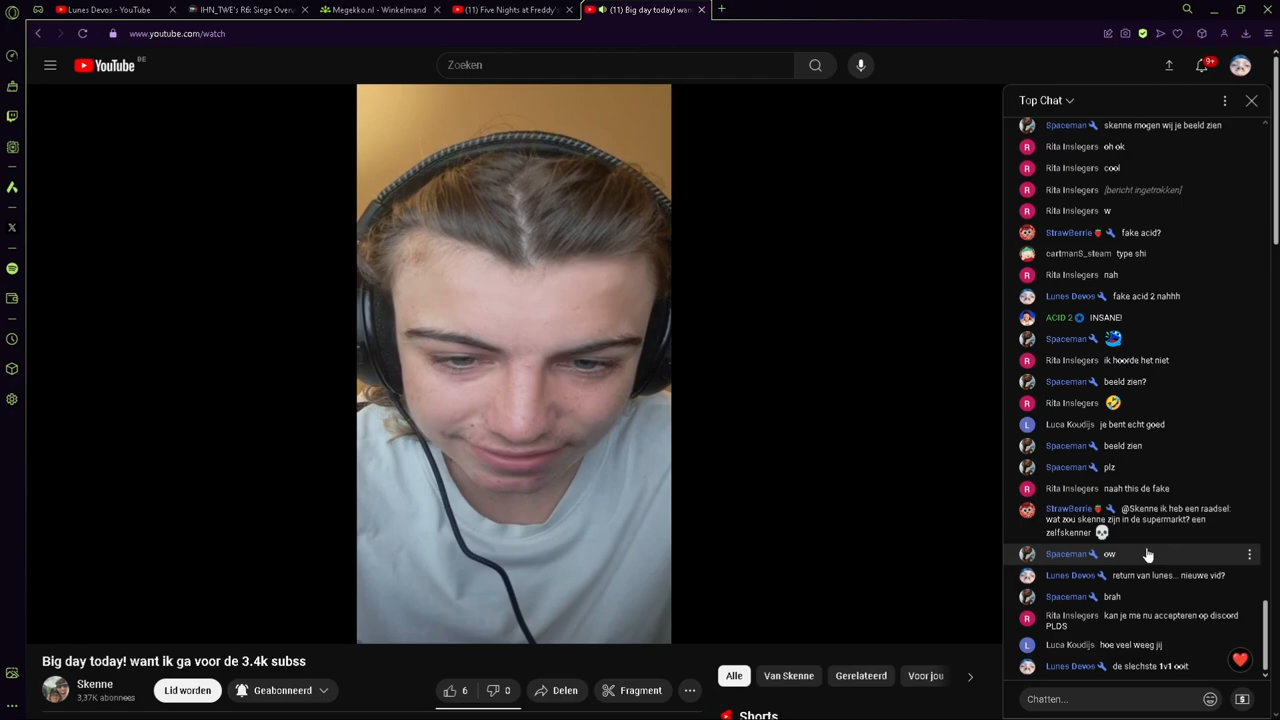 Lunes Devos - YouTube
IHN_TWE's R6: Siege Over
Megekko.nl - Winkelmand
(11) Five Nights at Freddy'
(11) Big day today! wan
www.youtube.com/watch
YouTube DE
Zoeken
9+
Top Chat
Spaceman skenne mogen wij je beeld zien
Rita Inslegers oh ok
Rita Inslegers cool
Rita Inslegers [bericht ingetrokken]
Rita Inslegers w
StrawBerrie fake acid?
cartmanS_steam type shi
Rita Inslegers nah
Lunes Devos fake acid 2 nahhh
ACID 2 INSANE!
Spaceman
Rita Inslegers ik hoorde het niet
Spaceman beeld zien?
Rita Inslegers 🤣
Luca Koudijs je bent echt goed
Spaceman beeld zien
Spaceman plz
Rita Inslegers naah this de fake
StrawBerrie @Skenne ik heb een raadsel:
wat zou skenne zijn in de supermarkt? een
zelfskenner 💀
Spaceman ow
Lunes Devos return van lunes... nieuwe vid?
Spaceman brah
Rita Inslegers kan je me nu accepteren op discord
PLDS
Luca Koudijs hoe veel weeg jij
Lunes Devos de slechste 1v1 ooit
Chatten...
Big day today! want ik ga voor de 3.4k subss
Skenne
3,37K abonnees
Lid worden
Geabonneerd
6
0
Delen
Fragment
Alle
Van Skenne
Gerelateerd
Voor jou
Shorts